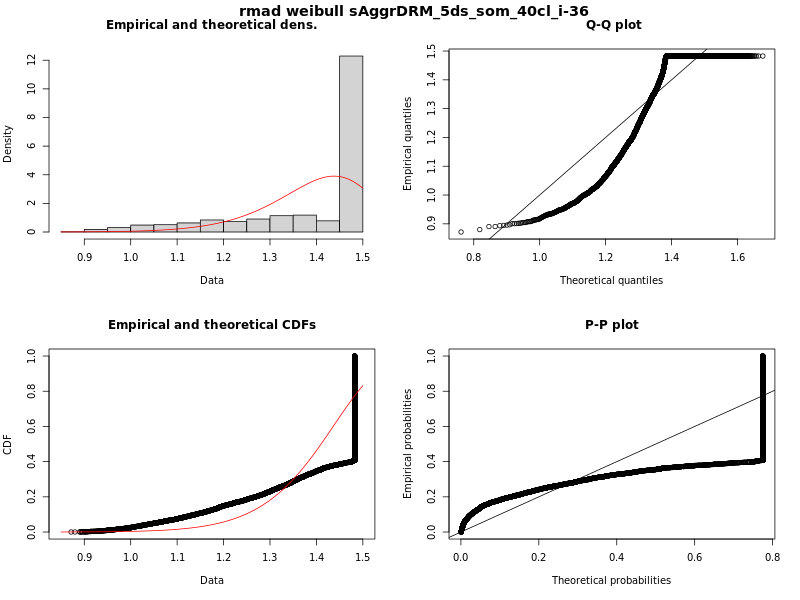 rmad weibull sAggrDRM_5ds_som_40cl_i-36
Empirical and theoretical dens.
Density
0 2 4 6 8 10 12
0.9 1.0 1.1 1.2 1.3 1.4 1.5
Data
Q-Q plot
Empirical quantiles
0.9 1.0 1.1 1.2 1.3 1.4 1.5
0.8 1.0 1.2 1.4 1.6
Theoretical quantiles
Empirical and theoretical CDFs
CDF
0.0 0.2 0.4 0.6 0.8 1.0
0.9 1.0 1.1 1.2 1.3 1.4 1.5
Data
P-P plot
Empirical probabilities
0.0 0.2 0.4 0.6 0.8 1.0
0.0 0.2 0.4 0.6 0.8
Theoretical probabilities